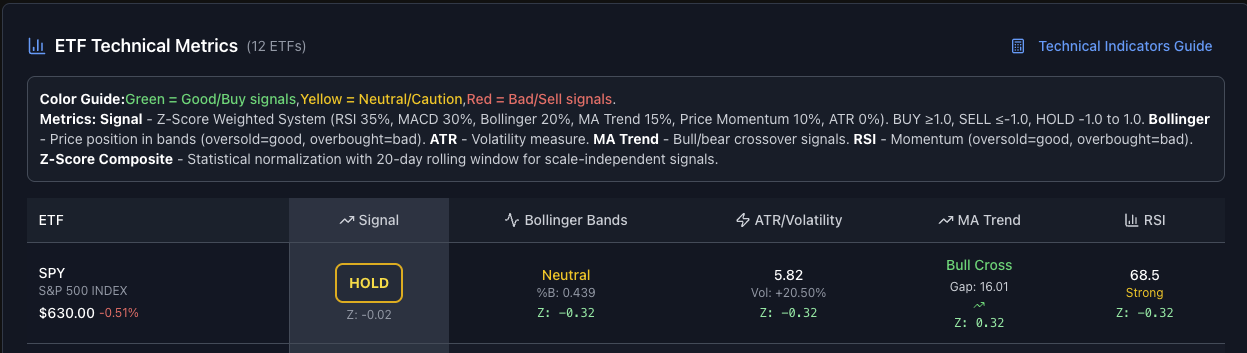 ETF Technical Metrics (12 ETFs)
Technical Indicators Guide
Color Guide:Green = Good/Buy signals,Yellow = Neutral/Caution,Red = Bad/Sell signals.
Metrics: Signal - Z-Score Weighted System (RSI 35%, MACD 30%, Bollinger 20%, MA Trend 15%, Price Momentum 10%, ATR 0%). BUY ≥1.0, SELL ≤-1.0, HOLD -1.0 to 1.0. Bollinger
- Price position in bands (oversold=good, overbought=bad). ATR - Volatility measure. MA Trend - Bull/bear crossover signals. RSI - Momentum (oversold=good, overbought=bad).
Z-Score Composite - Statistical normalization with 20-day rolling window for scale-independent signals.
ETF Signal Bollinger Bands ATR/Volatility MA Trend RSI
SPY
S&P 500 INDEX
$630.00 -0.51%
HOLD
Z: -0.02
Neutral
%B: 0.439
Z: -0.32
5.82
Vol: +20.50%
Z: -0.32
Bull Cross
Gap: 16.01
Z: 0.32
68.5
Strong
Z: -0.32